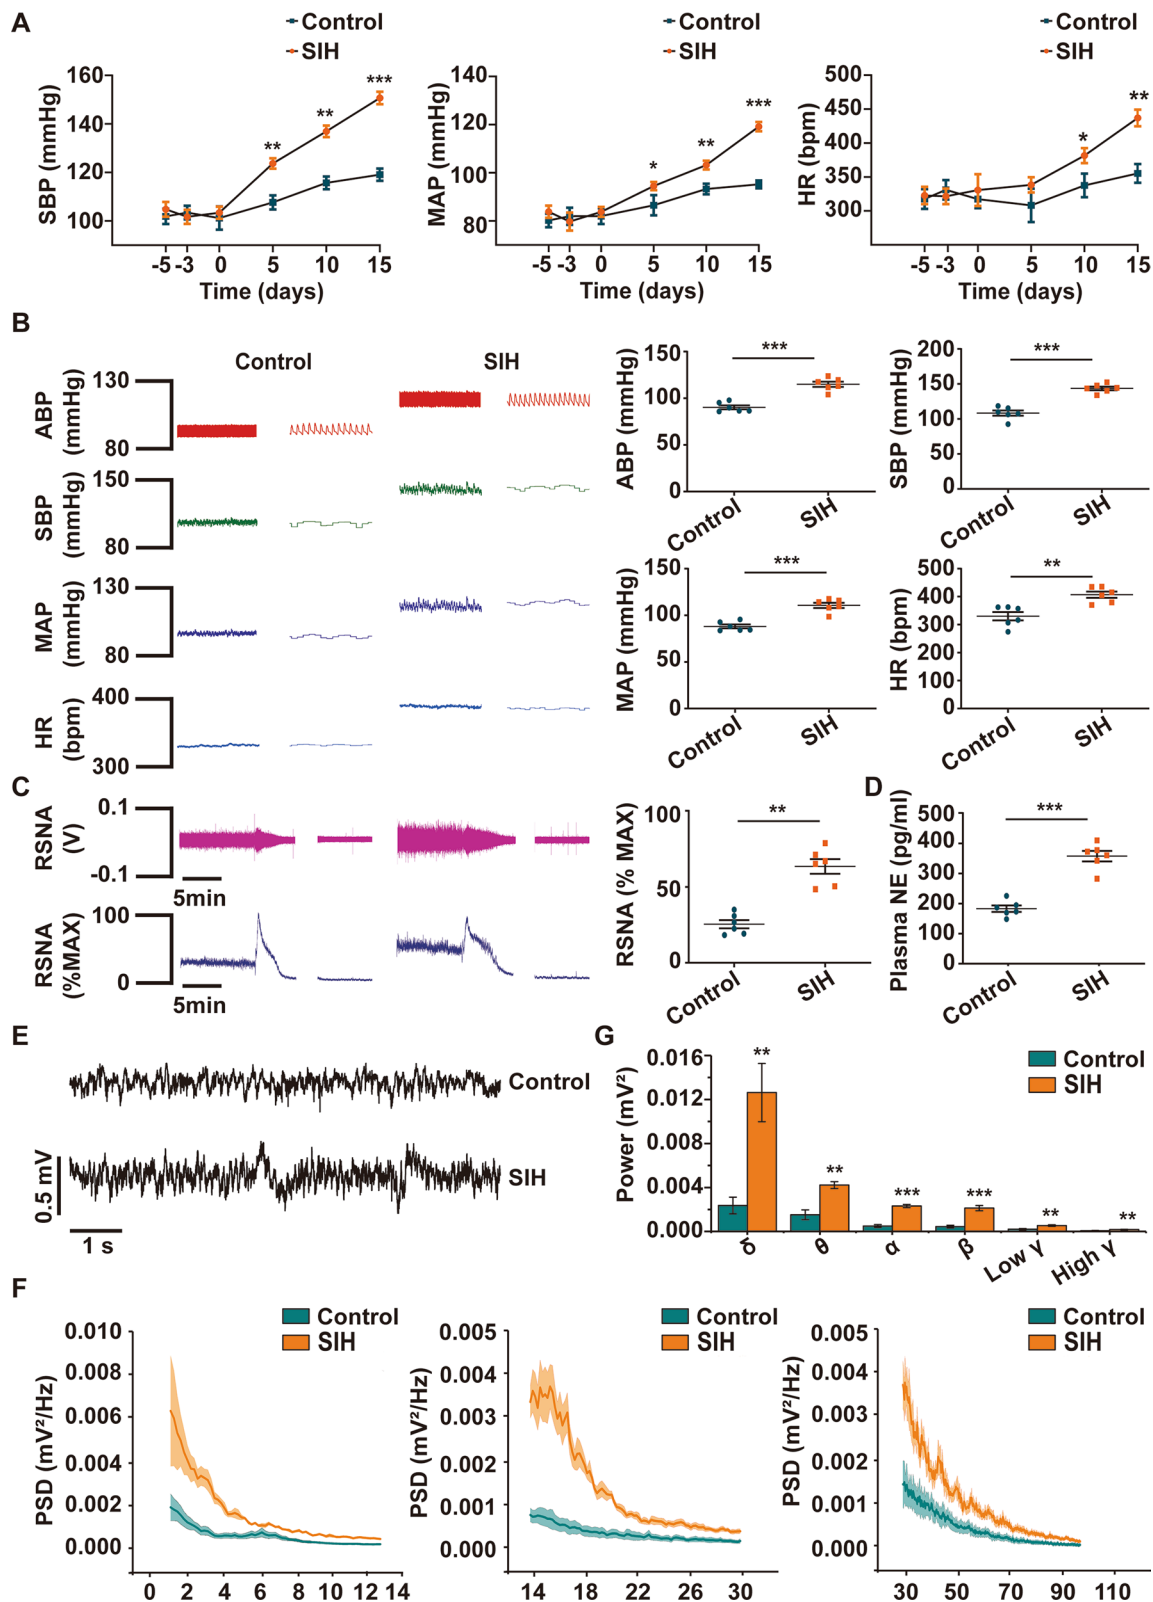 A
Control
SIH
SBP (mmHg)
160
140
120
100
***
**
**
-5 -3 0 5 10 15
Time (days)
Control
SIH
MAP (mmHg)
140
120
100
80
***
**
*
-5 -3 0 5 10 15
Time (days)
Control
SIH
HR (bpm)
500
450
400
350
300
**
*
-5 -3 0 5 10 15
Time (days)
B
Control
SIH
ABP
(mmHg)
130
80
SBP
(mmHg)
150
80
MAP
(mmHg)
130
80
HR
(bpm)
400
300
ABP (mmHg)
150
100
50
0
***
Control
SIH
SBP (mmHg)
200
150
100
50
0
***
Control
SIH
MAP (mmHg)
150
100
50
0
***
Control
SIH
HR (bpm)
500
400
300
200
100
0
**
Control
SIH
C
RSNA
(V)
0.1
-0.1
5min
RSNA
(%MAX)
100
0
5min
RSNA (% MAX)
100
50
0
**
Control
SIH
D
Plasma NE (pg/ml)
500
400
300
200
100
0
***
Control
SIH
E
Control
SIH
0.5 mV
1 s
G
Control
SIH
Power (mV²)
0.016
0.012
0.008
0.004
0.000
**
**
***
***
**
**
δ
θ
α
β
Low γ
High γ
F
Control
SIH
PSD (mV²/Hz)
0.010
0.008
0.006
0.004
0.002
0.000
0 2 4 6 8 10 12 14
Control
SIH
PSD (mV²/Hz)
0.005
0.004
0.003
0.002
0.001
0.000
14 18 22 26 30
Control
SIH
PSD (mV²/Hz)
0.005
0.004
0.003
0.002
0.001
0.000
30 50 70 90 110